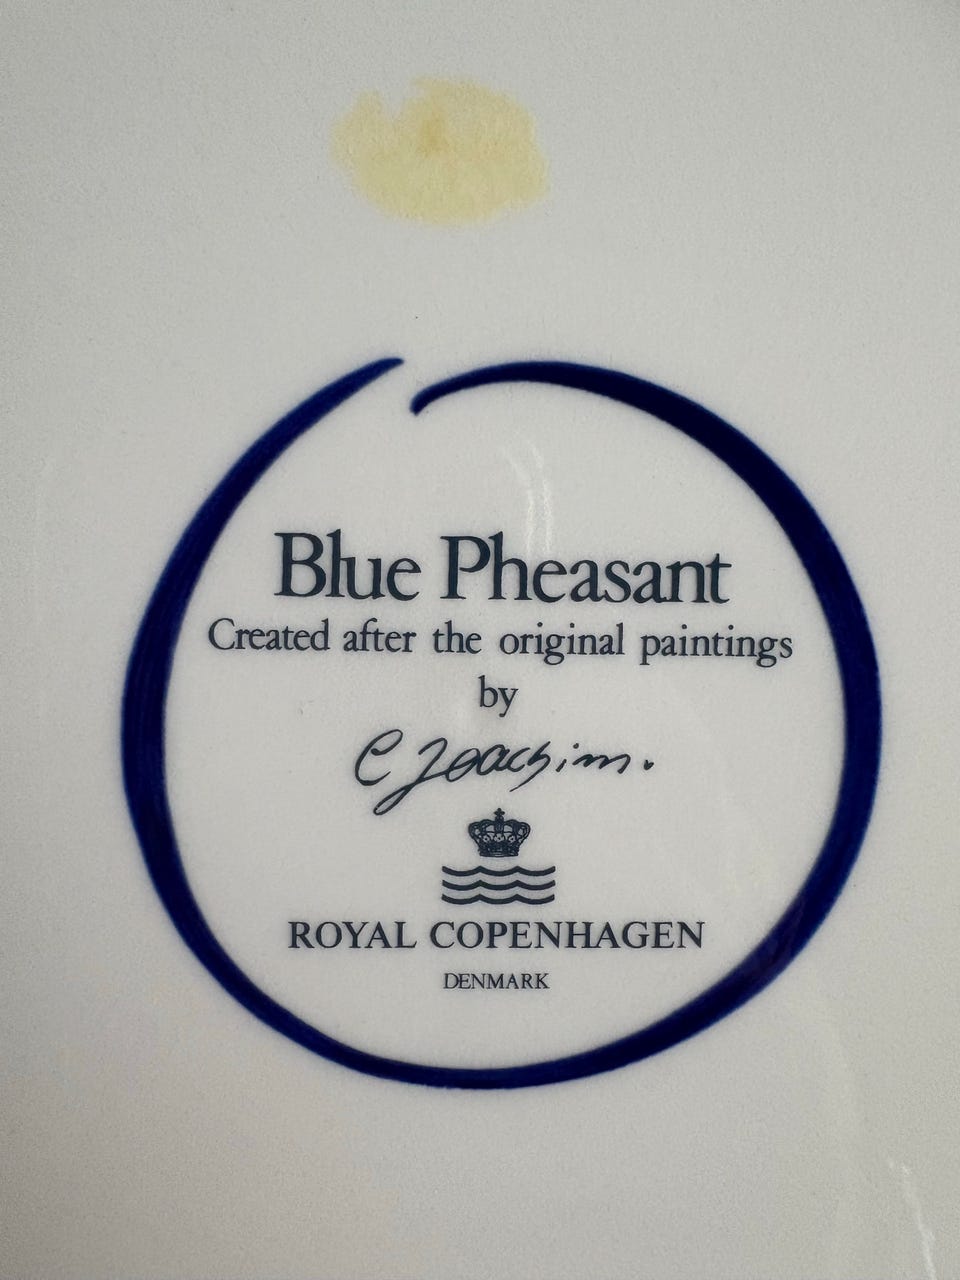 Blue Pheasant
Created after the original paintings
by
C Joachim.
ROYAL COPENHAGEN
DENMARK